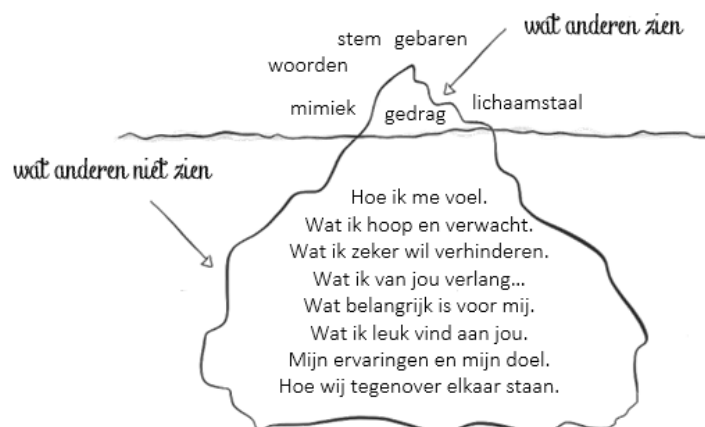 wat anderen zien
stem gebaren
woorden
mimiek
gedrag
lichaamstaal
wat anderen niet zien
Hoe ik me voel.
Wat ik hoop en verwacht.
Wat ik zeker wil verhinderen.
Wat ik van jou verlang...
Wat belangrijk is voor mij.
Wat ik leuk vind aan jou.
Mijn ervaringen en mijn doel.
Hoe wij tegenover elkaar staan.